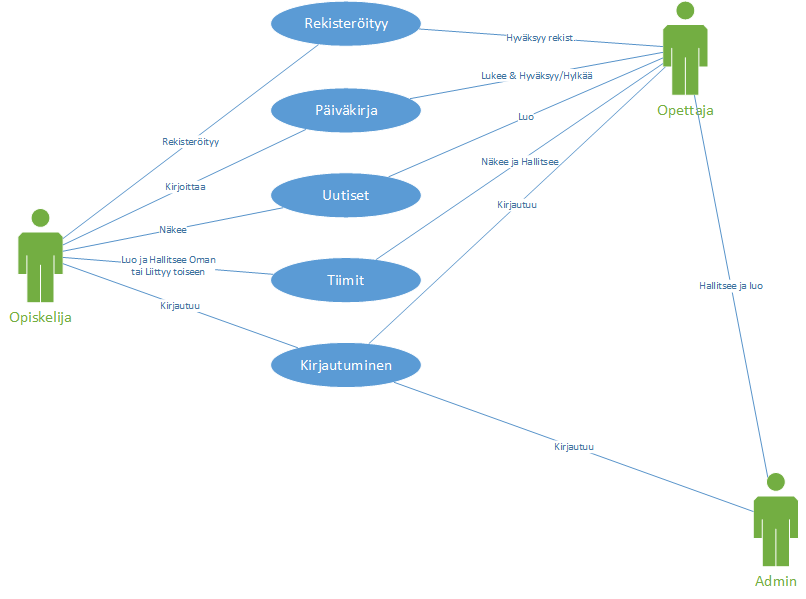 Rekisteröityy
Hyväksyy rekist.
Lukee & Hyväksyy/Hylkää
Opettaja
Päiväkirja
Luo
Rekisteröityy
Näkee ja Hallitsee
Kirjoittaa
Uutiset
Kirjautuu
Näkee
Luo ja Hallitsee Oman
tai Liittyy toiseen
Tiimit
Hallitsee ja luo
Kirjautuu
Opiskelija
Kirjautuminen
Kirjautuu
Admin